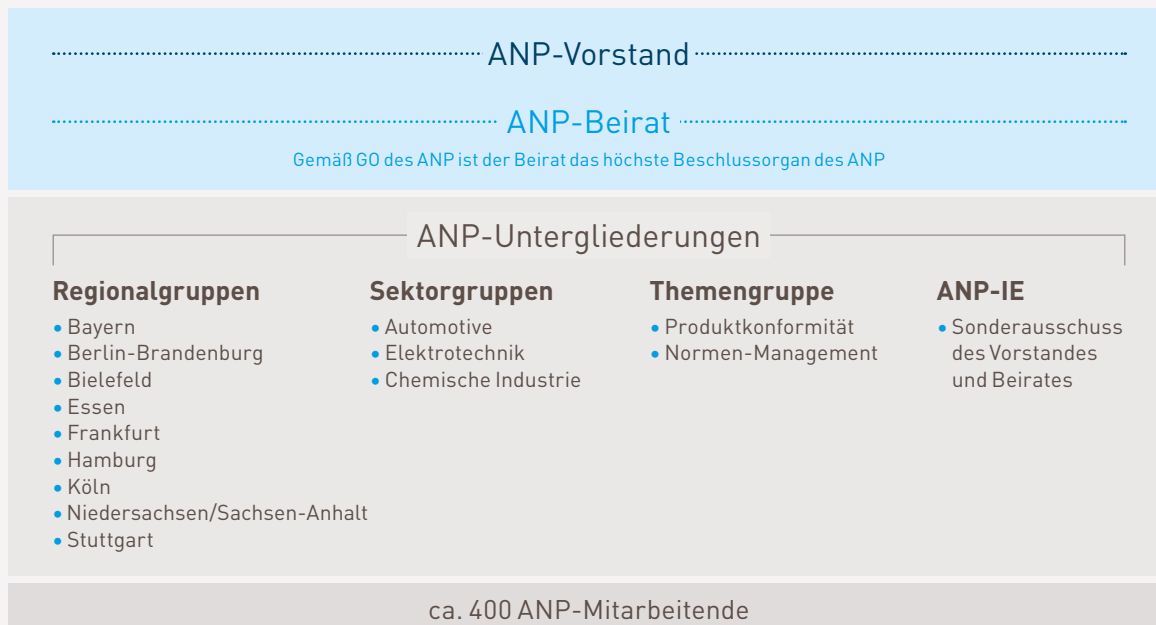 ANP-Vorstand
ANP-Beirat
Gemäß GO des ANP ist der Beirat das höchste Beschlussorgan des ANP
ANP-Untergliederungen
Regionalgruppen
• Bayern
• Berlin-Brandenburg
• Bielefeld
• Essen
• Frankfurt
• Hamburg
• Köln
• Niedersachsen/Sachsen-Anhalt
• Stuttgart
Sektorgruppen
• Automotive
• Elektrotechnik
• Chemische Industrie
Themengruppe
• Produktkonformität
• Normen-Management
ANP-IE
• Sonderausschuss
des Vorstandes
und Beirates
ca. 400 ANP-Mitarbeitende